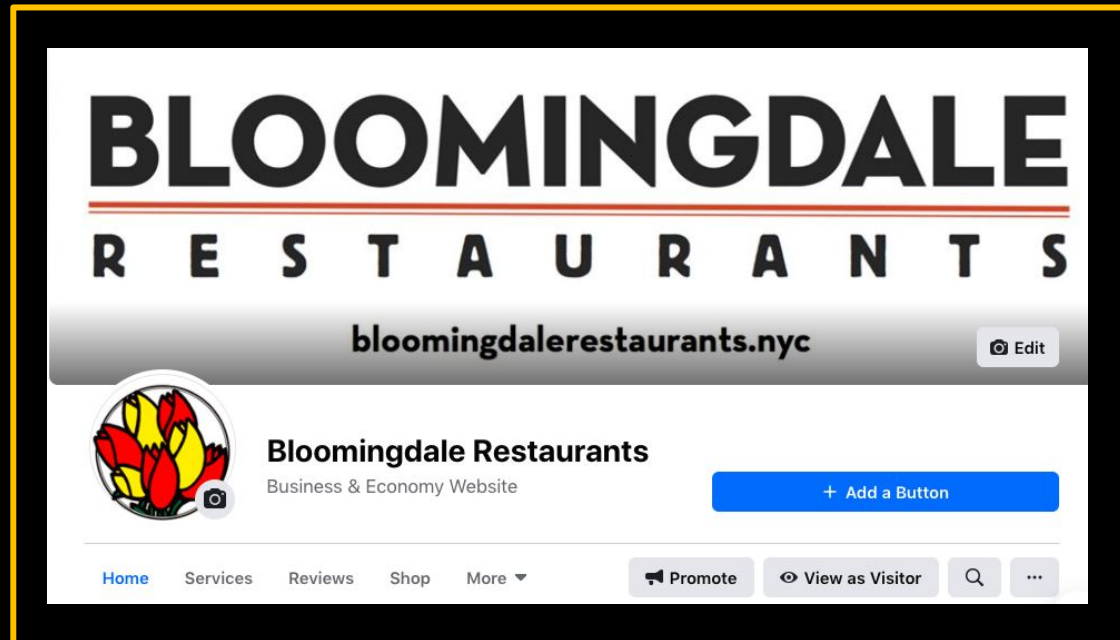 BLOOMINGDALE
RESTAURANTS
bloomingdalerestaurants.nyc
Edit
Bloomingdale Restaurants
Business & Economy Website
+ Add a Button
Home Services Reviews Shop More Promote View as Visitor ...